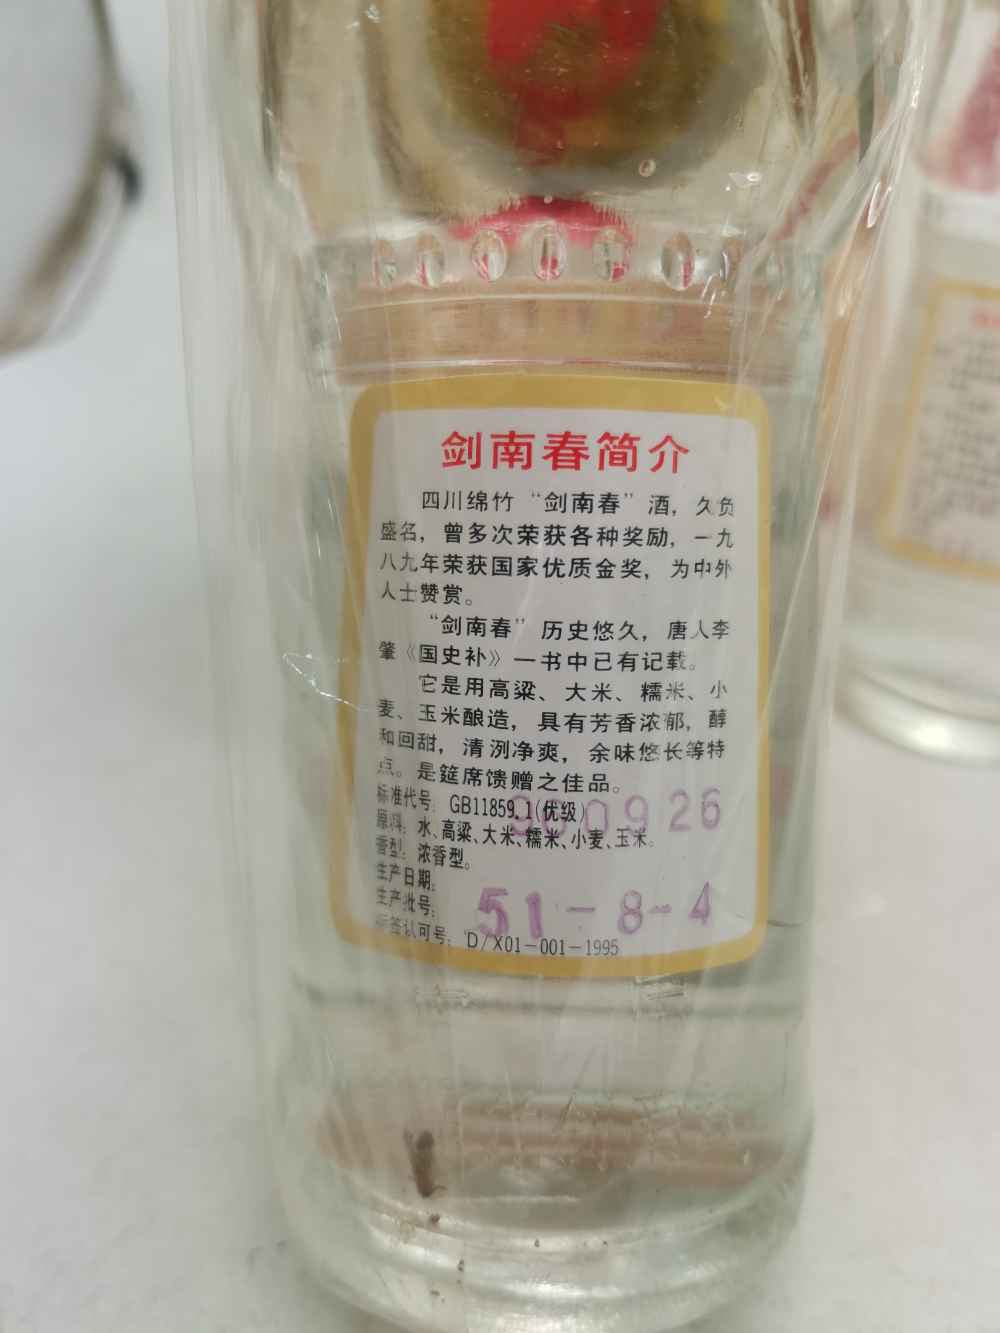 剑南春简介
四川绵竹“剑南春”酒，久负
盛名，曾多次荣获各种奖励，一九
八九年荣获国家优质金奖，为中外
人士赞赏。
“剑南春”历史悠久，唐人李
肇《国史补》一书中已有记载。
它是用高粱、大米、糯米、小
麦、玉米酿造，具有芳香浓郁，醇
和回甜，清洌净爽，余味悠长等特
点。是筵席馈赠之佳品。
标准代号：GB11859.1(优级)
960926
原料：水、高粱、大米、糯米、小麦、玉米。
香型：浓香型。
生产日期：
生产批号：51-8-4
标签认可号：D/X01-001-1995